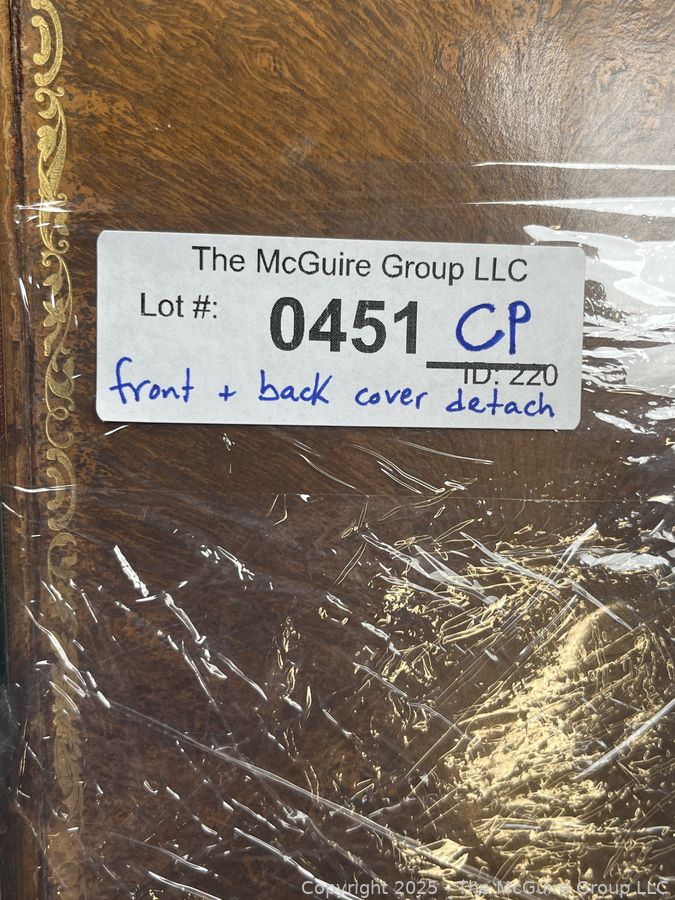 The McGuire Group LLC
Lot #: 0451 CP
ID: 220
front + back cover detach
Copyright 2025 - The McGuire Group LLC